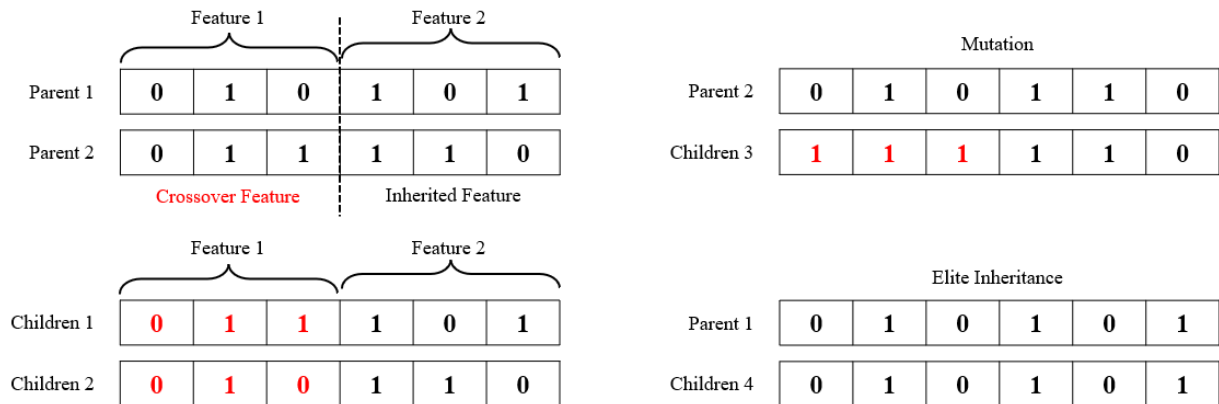 Feature 1 Feature 2
Parent 1 0 1 0 1 0 1
Parent 2 0 1 1 1 1 0
Crossover Feature Inherited Feature
Feature 1 Feature 2
Children 1 0 1 1 1 0 1
Children 2 0 1 0 1 1 0
Mutation
Parent 2 0 1 0 1 1 0
Children 3 1 1 1 1 1 0
Elite Inheritance
Parent 1 0 1 0 1 0 1
Children 4 0 1 0 1 0 1